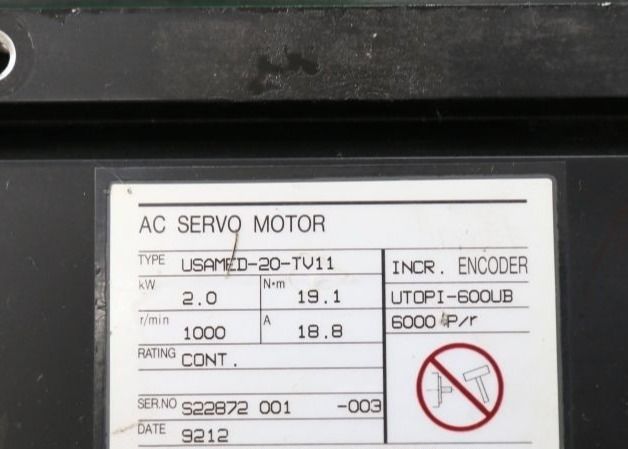 AC SERVO MOTOR
TYPE USAMED-20-TV11
kW 2.0 N·m 19.1
r/min 1000 A 18.8
RATING CONT.
SER.NO S22872 001 -003
DATE 9212
INCR. ENCODER
UTOPI-600UB
6000 P/r